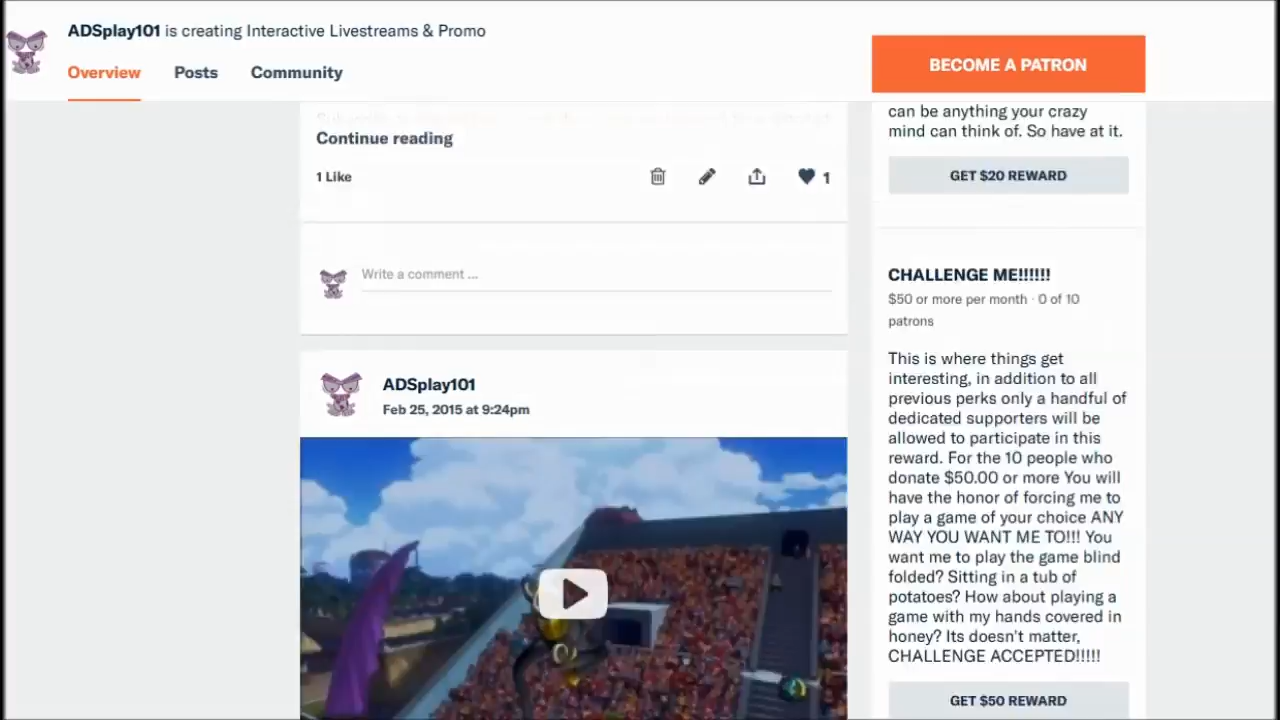 ADSplay101 is creating Interactive Livestreams & Promo
Overview Posts Community
BECOME A PATRON
Continue reading
1 Like
1
Write a comment ...
ADSplay101
Feb 25, 2015 at 9:24pm
can be anything your crazy
mind can think of. So have at it.
GET $20 REWARD
CHALLENGE ME!!!!!!
$50 or more per month · 0 of 10
patrons
This is where things get
interesting, in addition to all
previous perks only a handful of
dedicated supporters will be
allowed to participate in this
reward. For the 10 people who
donate $50.00 or more You will
have the honor of forcing me to
play a game of your choice ANY
WAY YOU WANT ME TO!!! You
want me to play the game blind
folded? Sitting in a tub of
potatoes? How about playing a
game with my hands covered in
honey? Its doesn't matter,
CHALLENGE ACCEPTED!!!!!
GET $50 REWARD